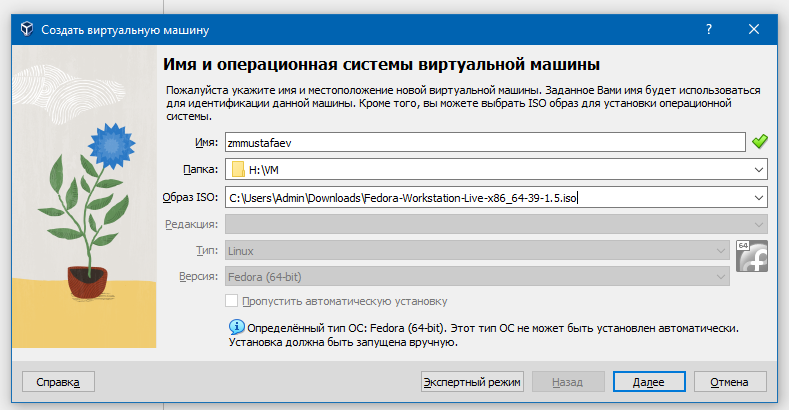 Создать виртуальную машину
Имя и операционная системы виртуальной машины
Пожалуйста укажите имя и местоположение новой виртуальной машины. Заданное Вами имя будет использоваться
для идентификации данной машины. Кроме того, вы можете выбрать ISO образ для установки операционной
системы.
Имя: zmmustafaev
Папка: H:\VM
Образ ISO: C:\Users\Admin\Downloads\Fedora-Workstation-Live-x86_64-39-1.5.iso
Редакция:
Тип: Linux 64
Версия: Fedora (64-bit)
Пропустить автоматическую установку
Определённый тип ОС: Fedora (64-bit). Этот тип ОС не может быть установлен автоматически.
Установка должна быть запущена вручную.
Справка Экспертный режим Назад Далее Отмена